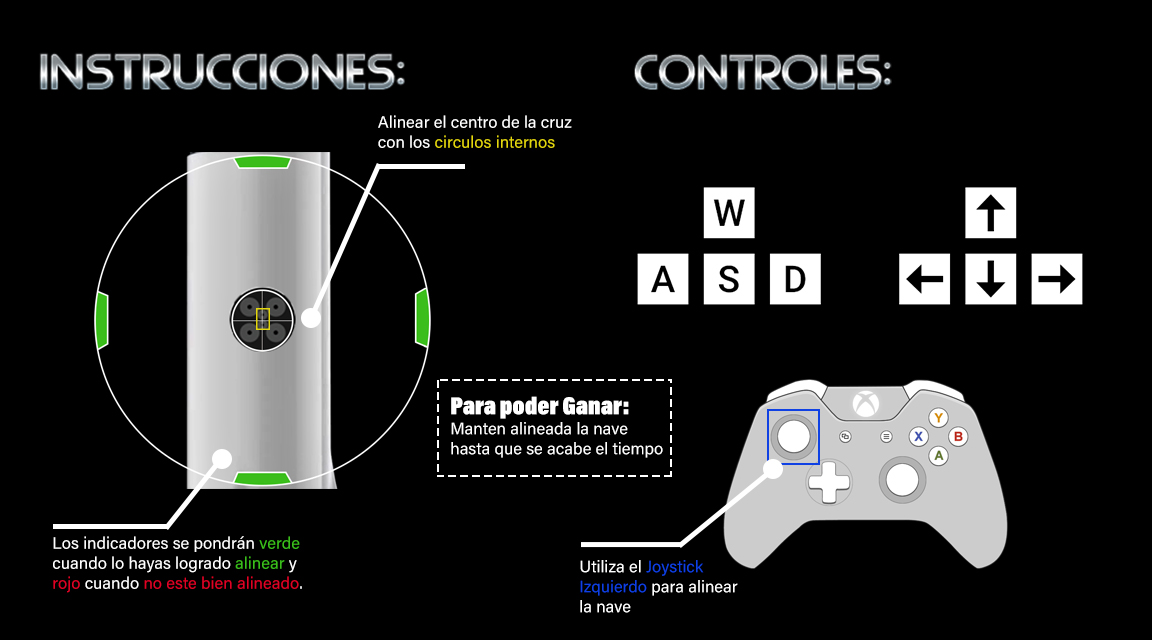 INSTRUCCIONES:
Alinear el centro de la cruz
con los circulos internos
Para poder Ganar:
Manten alineada la nave
hasta que se acabe el tiempo
Los indicadores se pondrán verde
cuando lo hayas logrado alinear y
rojo cuando no este bien alineado.
CONTROLES:
W
A S D
↑
← ↓ →
Y
X B
A
Utiliza el Joystick
Izquierdo para alinear
la nave